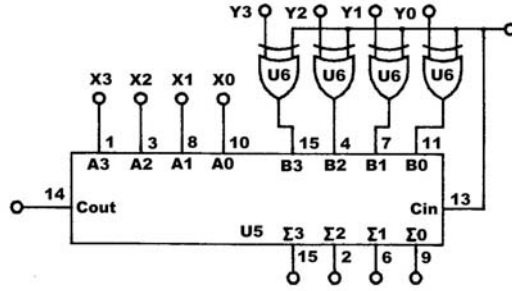 Y3 Y2 Y1 Y0
U6 U6 U6 U6
X3 X2 X1 X0
1 3 8 10 15 4 7 11
A3 A2 A1 A0 B3 B2 B1 B0
14 13
Cout Cin
U5 Σ3 Σ2 Σ1 Σ0
15 2 6 9